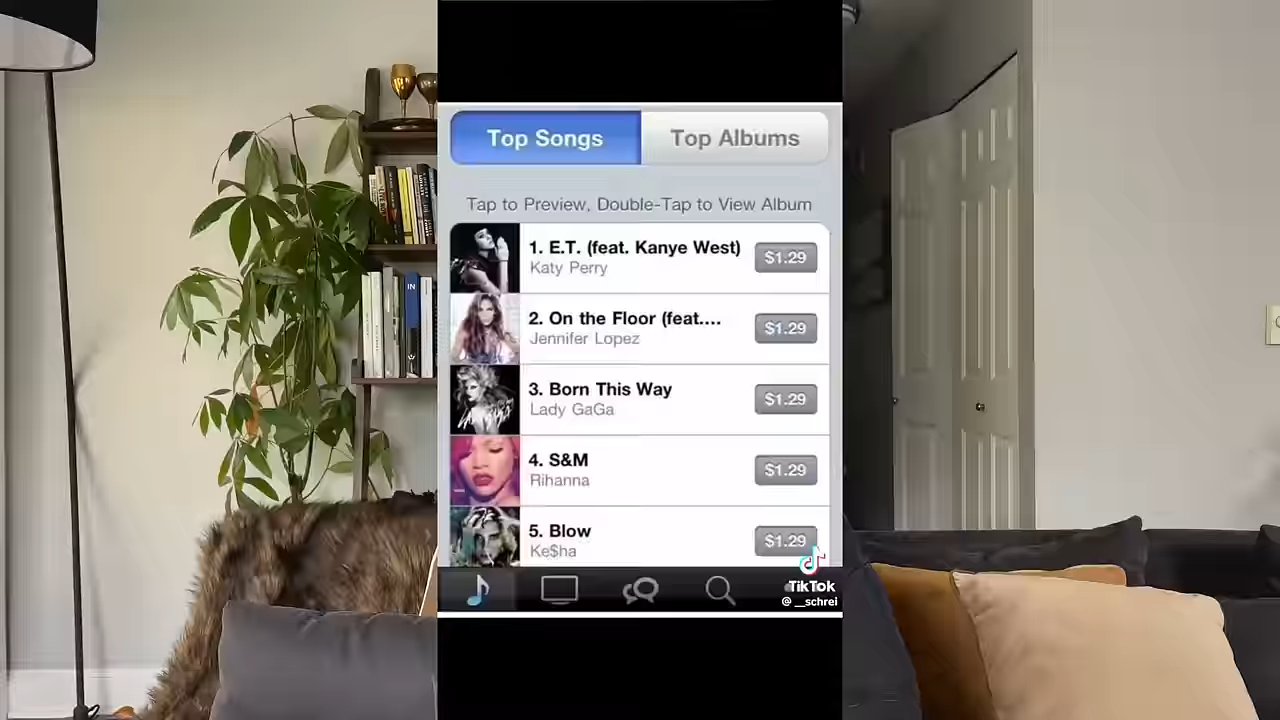 Top Songs
Top Albums
Tap to Preview, Double-Tap to View Album
1. E.T. (feat. Kanye West)
Katy Perry
$1.29
2. On the Floor (feat....
Jennifer Lopez
$1.29
3. Born This Way
Lady GaGa
$1.29
4. S&M
Rihanna
$1.29
5. Blow
Ke$ha
$1.29
TikTok
@__schrei
IN